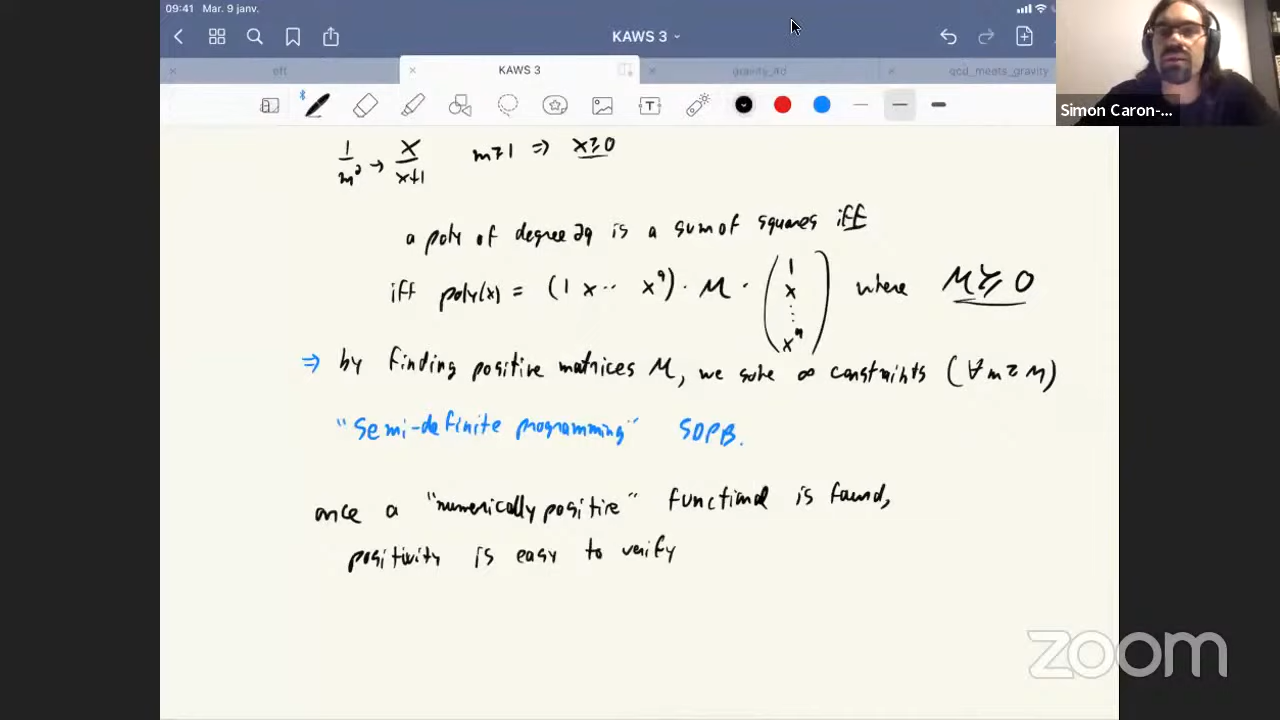 09:41 Mar. 9 janv.
KAWS 3
eft
KAWS 3
gravity_4d
qcd_meets_gravity
Simon Caron-...
1/m² → x/x+1 m≥1 ⇒ x≥0
a poly of degree 2q is a sum of squares iff
iff poly(x) = (1 x ·· x^q) · M · (1 x ⋮ x^q) where M ≽ 0
⇒ by finding positive matrices M, we solve ∞ constraints (∀ m ≥ M)
"Semi-definite programming" SDPB.
once a "numerically positive" functional is found,
positivity is easy to verify
zoom